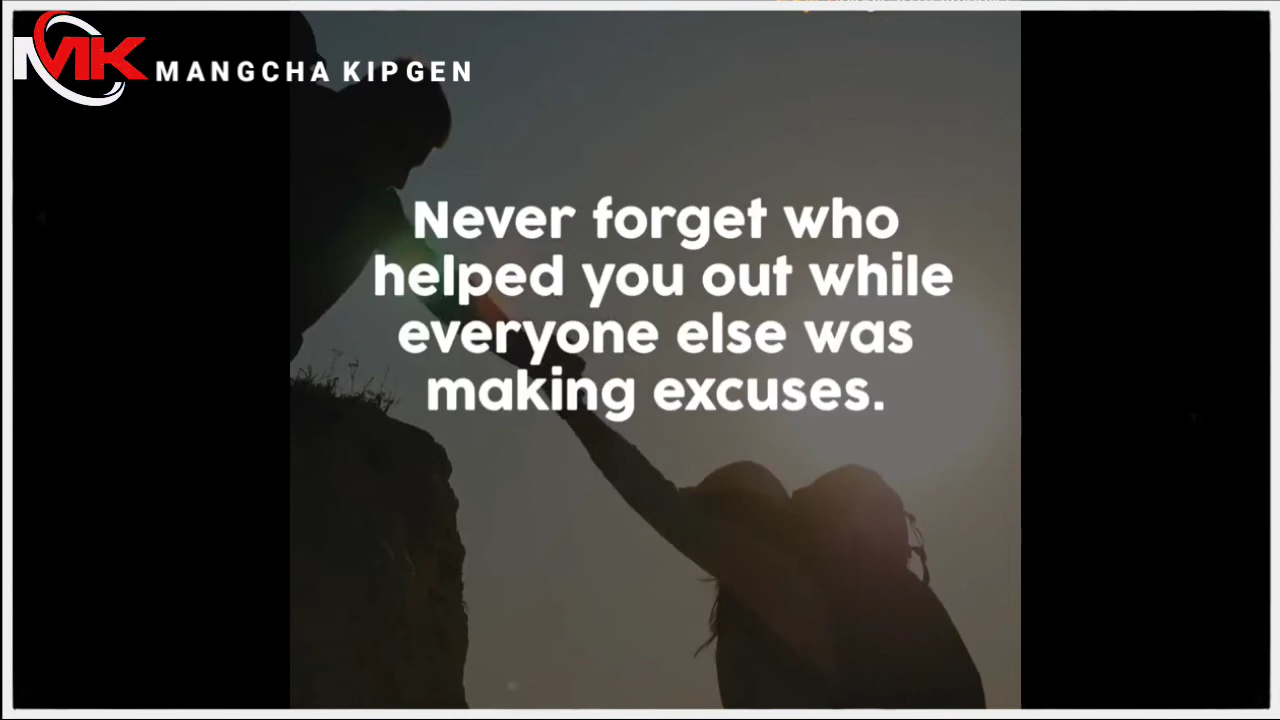 MK MANGCHA KIPGEN
Never forget who
helped you out while
everyone else was
making excuses.